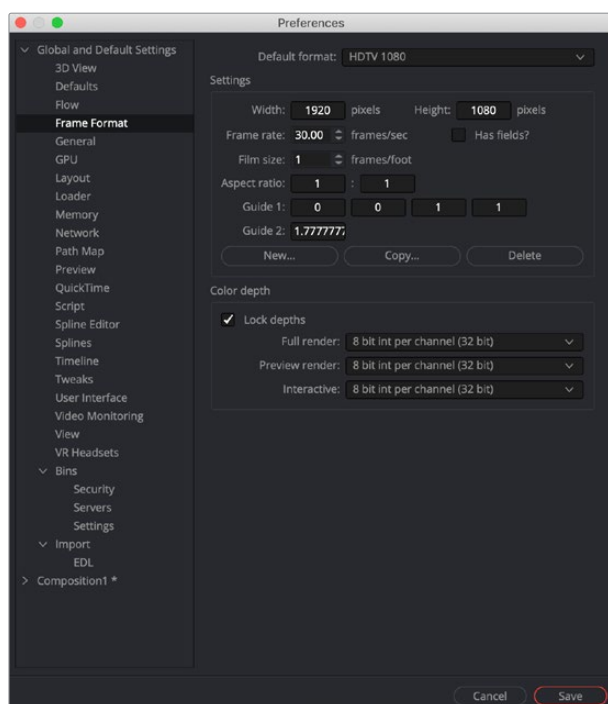 Preferences
Global and Default Settings
3D View
Defaults
Flow
Frame Format
General
GPU
Layout
Loader
Memory
Network
Path Map
Preview
QuickTime
Script
Spline Editor
Splines
Timeline
Tweaks
User Interface
Video Monitoring
View
VR Headsets
Bins
Security
Servers
Settings
Import
EDL
Composition1 *
Default format: HDTV 1080
Settings
Width: 1920 pixels Height: 1080 pixels
Frame rate: 30.00 frames/sec Has fields?
Film size: 1 frames/foot
Aspect ratio: 1 : 1
Guide 1: 0 0 1 1
Guide 2: 1.7777777
New... Copy... Delete
Color depth
Lock depths
Full render: 8 bit int per channel (32 bit)
Preview render: 8 bit int per channel (32 bit)
Interactive: 8 bit int per channel (32 bit)
Cancel Save